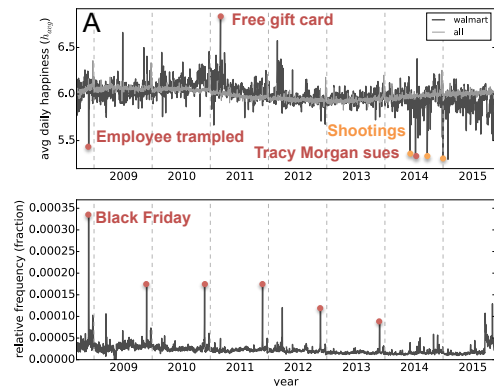 A
Free gift card
walmart
all
avg daily happiness (h_avg)
6.5
6.0
5.5
Employee trampled
Shootings
Tracy Morgan sues
2009 2010 2011 2012 2013 2014 2015
relative frequency (fraction)
0.00035
0.00030
0.00025
0.00020
0.00015
0.00010
0.00005
0.00000
Black Friday
2009 2010 2011 2012 2013 2014 2015
year